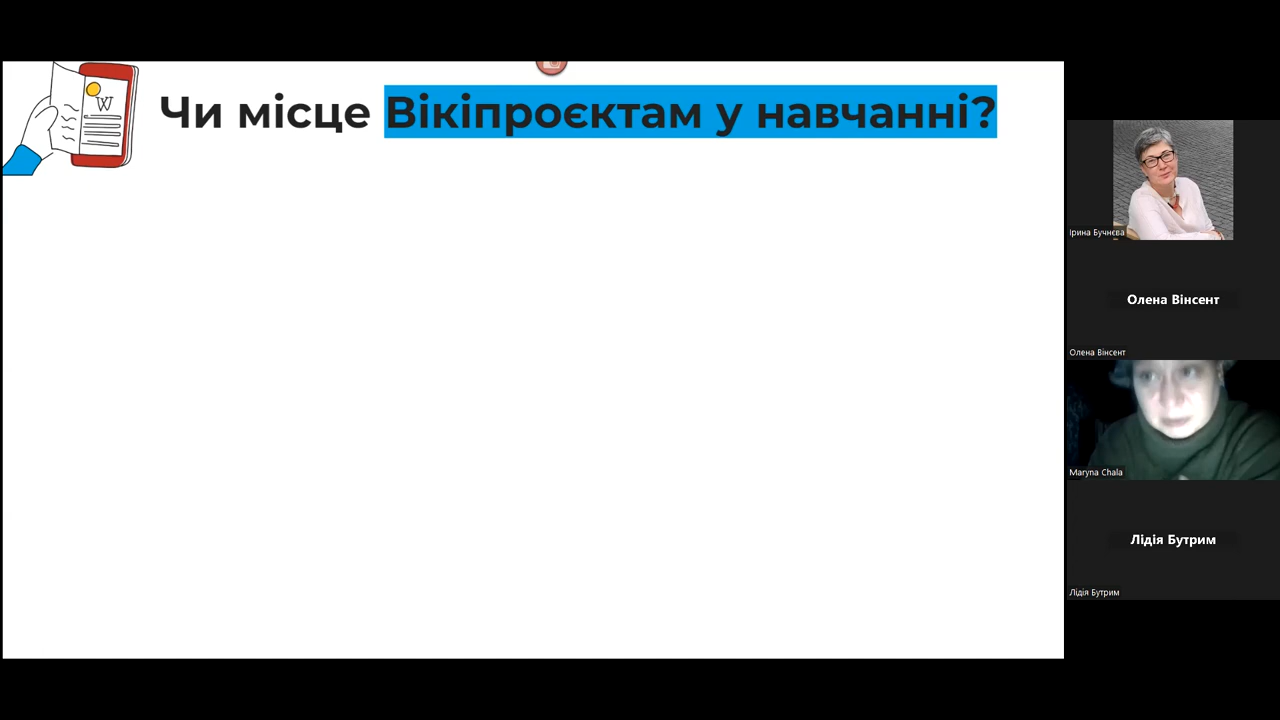 W
Чи місце Вікіпроєктам у навчанні?
Ірина Бучнєва
Олена Вінсент
Олена Вінсент
Maryna Chala
Лідія Бутрим
Лідія Бутрим